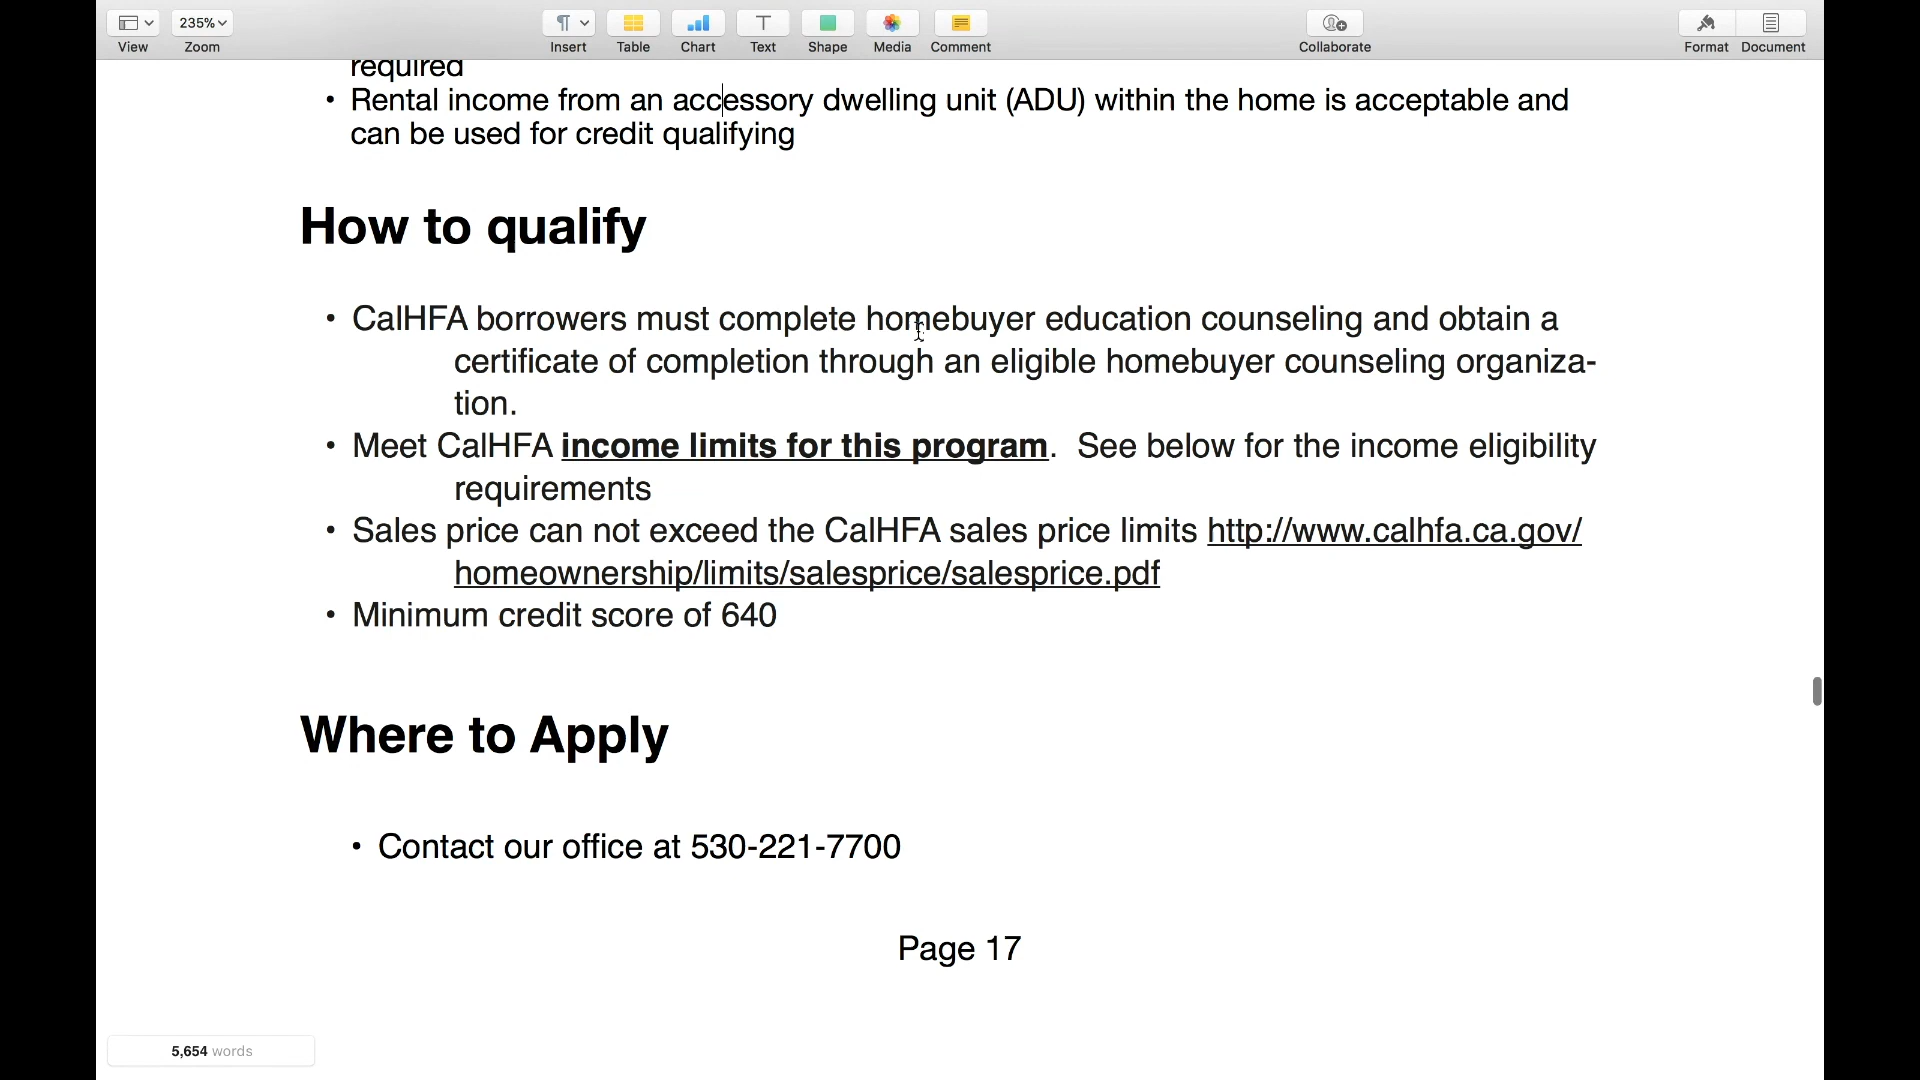 235%
View
Zoom
Insert
Table
Chart
Text
Shape
Media
Comment
Collaborate
Format
Document
required
• Rental income from an accessory dwelling unit (ADU) within the home is acceptable and
can be used for credit qualifying
How to qualify
• CalHFA borrowers must complete homebuyer education counseling and obtain a
certificate of completion through an eligible homebuyer counseling organiza-
tion.
• Meet CalHFA income limits for this program.  See below for the income eligibility
requirements
• Sales price can not exceed the CalHFA sales price limits http://www.calhfa.ca.gov/
homeownership/limits/salesprice/salesprice.pdf
• Minimum credit score of 640
Where to Apply
• Contact our office at 530-221-7700
Page 17
5,654 words